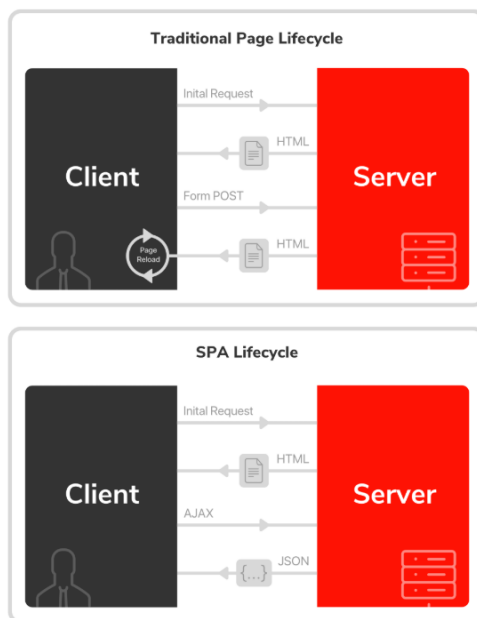 Traditional Page Lifecycle
Inital Request
HTML
Client
Server
Form POST
HTML
Page
Reload
SPA Lifecycle
Inital Request
HTML
Client
Server
AJAX
JSON
{...}